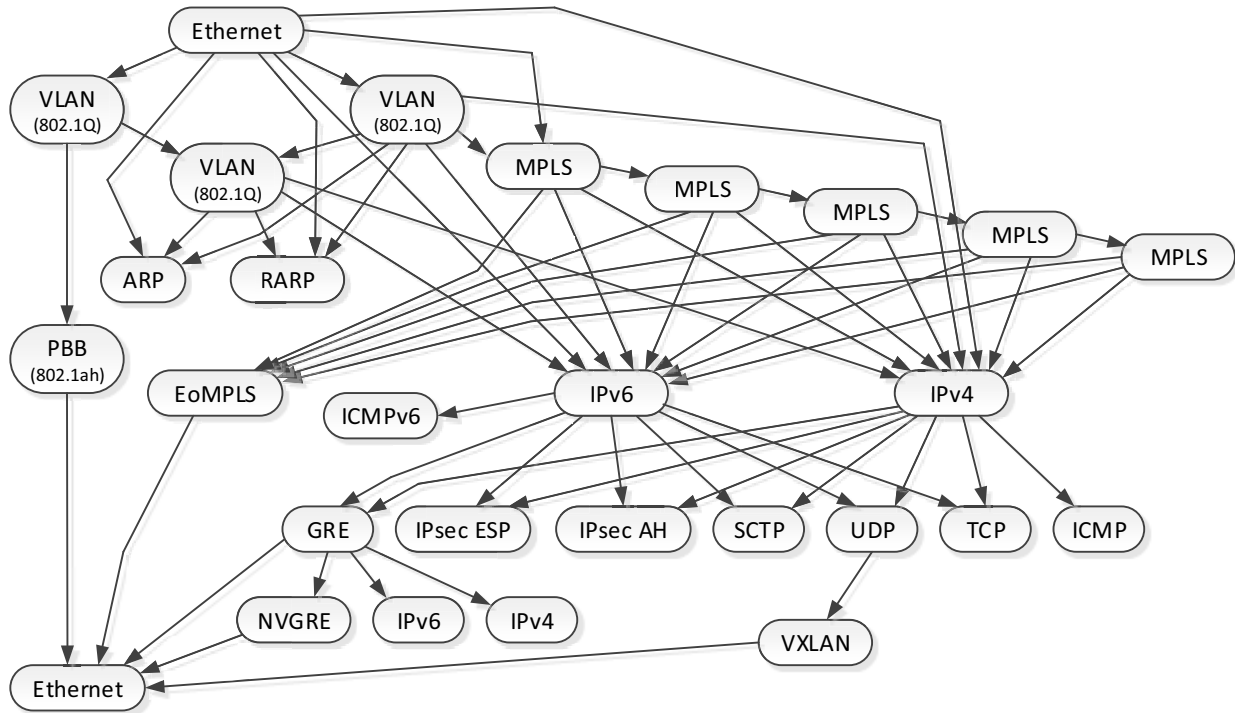 Ethernet
VLAN
(802.1Q)
VLAN
(802.1Q)
VLAN
(802.1Q)
MPLS
MPLS
MPLS
MPLS
MPLS
ARP
RARP
PBB
(802.1ah)
EoMPLS
ICMPv6
IPv6
IPv4
GRE
IPsec ESP
IPsec AH
SCTP
UDP
TCP
ICMP
NVGRE
IPv6
IPv4
VXLAN
Ethernet